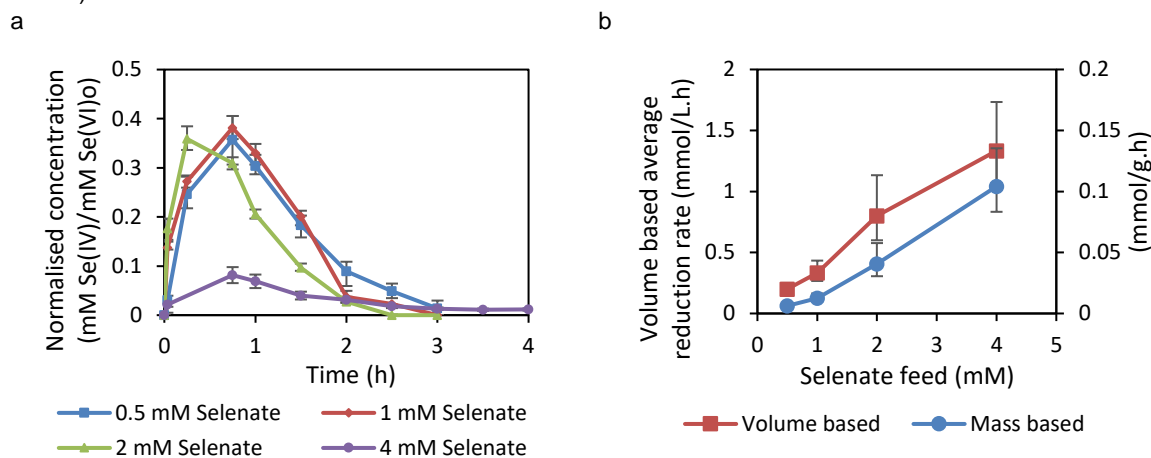 a
b
Normalised concentration
(mM Se(IV)/mM Se(VI)o
0.5
0.4
0.3
0.2
0.1
0
0
1
2
3
4
Time (h)
0.5 mM Selenate
1 mM Selenate
2 mM Selenate
4 mM Selenate
Volume based average
reduction rate (mmol/L.h)
2
1.5
1
0.5
0
0.2
0.15
0.1
0.05
0
(mmol/g.h)
0
1
2
3
4
5
Selenate feed (mM)
Volume based
Mass based